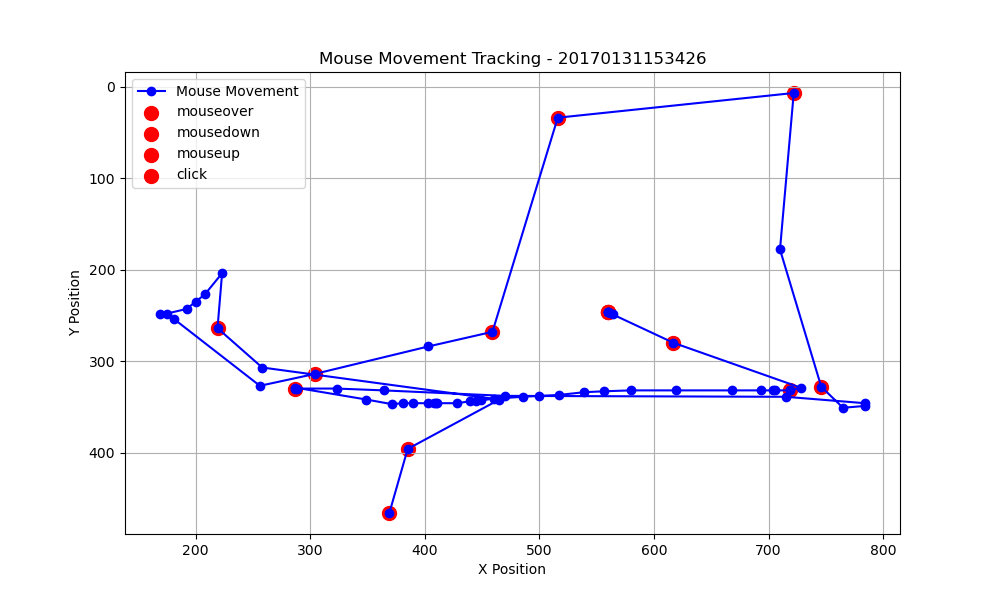 Mouse Movement Tracking - 20170131153426
Mouse Movement
mouseover
mousedown
mouseup
click
Y Position
0
100
200
300
400
200 300 400 500 600 700 800
X Position